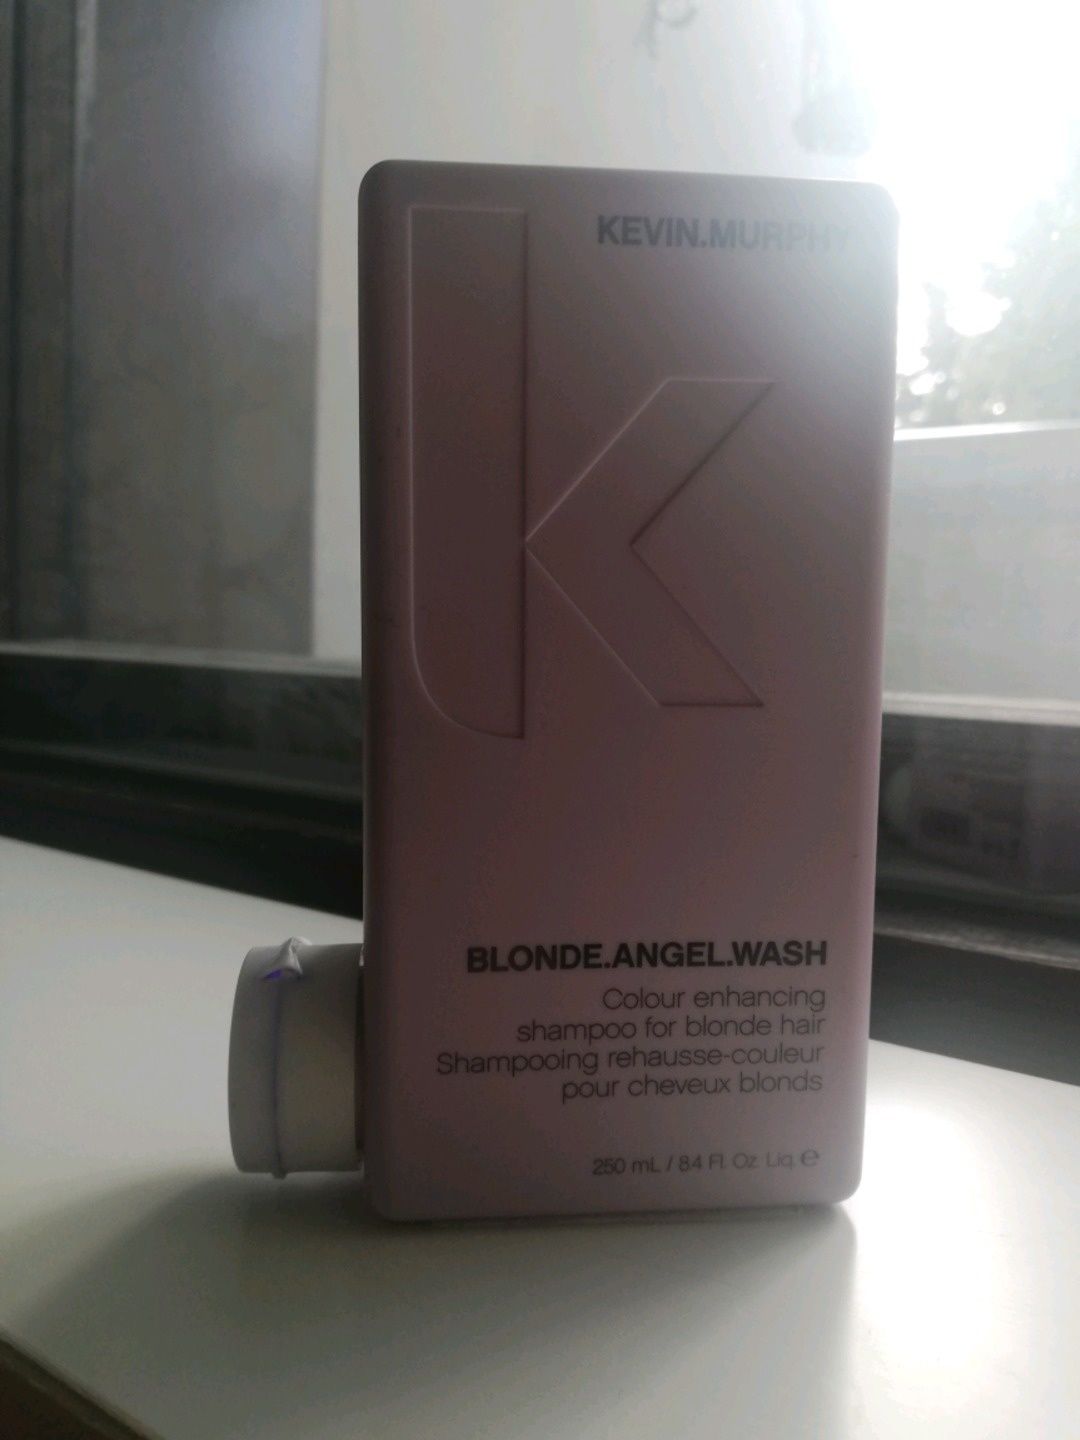 KEVIN.MURPHY
BLONDE.ANGEL.WASH
Colour enhancing
shampoo for blonde hair
Shampooing rehausse-couleur
pour cheveux blonds
250 mL / 8.4 Fl. Oz. Liq. ℮